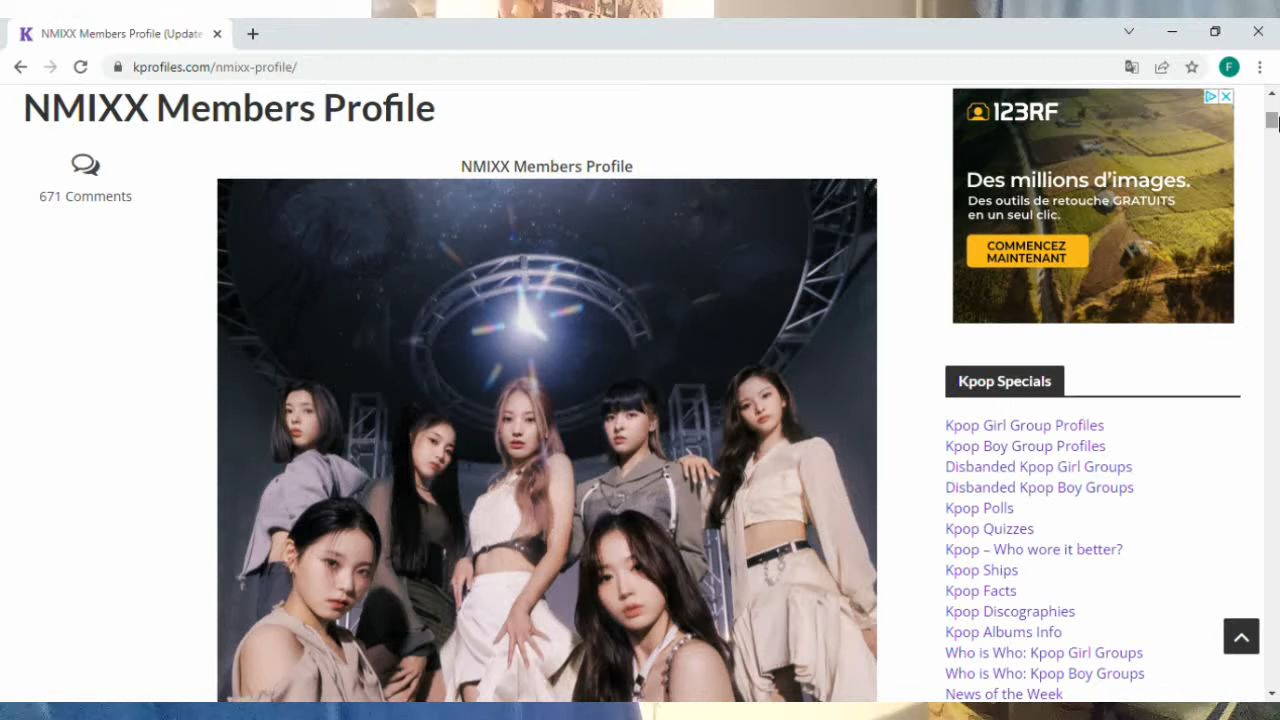 K NMIXX Members Profile (Update
kprofiles.com/nmixx-profile/
F
NMIXX Members Profile
671 Comments
NMIXX Members Profile
123RF
Des millions d'images.
Des outils de retouche GRATUITS
en un seul clic.
COMMENCEZ
MAINTENANT
Kpop Specials
Kpop Girl Group Profiles
Kpop Boy Group Profiles
Disbanded Kpop Girl Groups
Disbanded Kpop Boy Groups
Kpop Polls
Kpop Quizzes
Kpop – Who wore it better?
Kpop Ships
Kpop Facts
Kpop Discographies
Kpop Albums Info
Who is Who: Kpop Girl Groups
Who is Who: Kpop Boy Groups
News of the Week